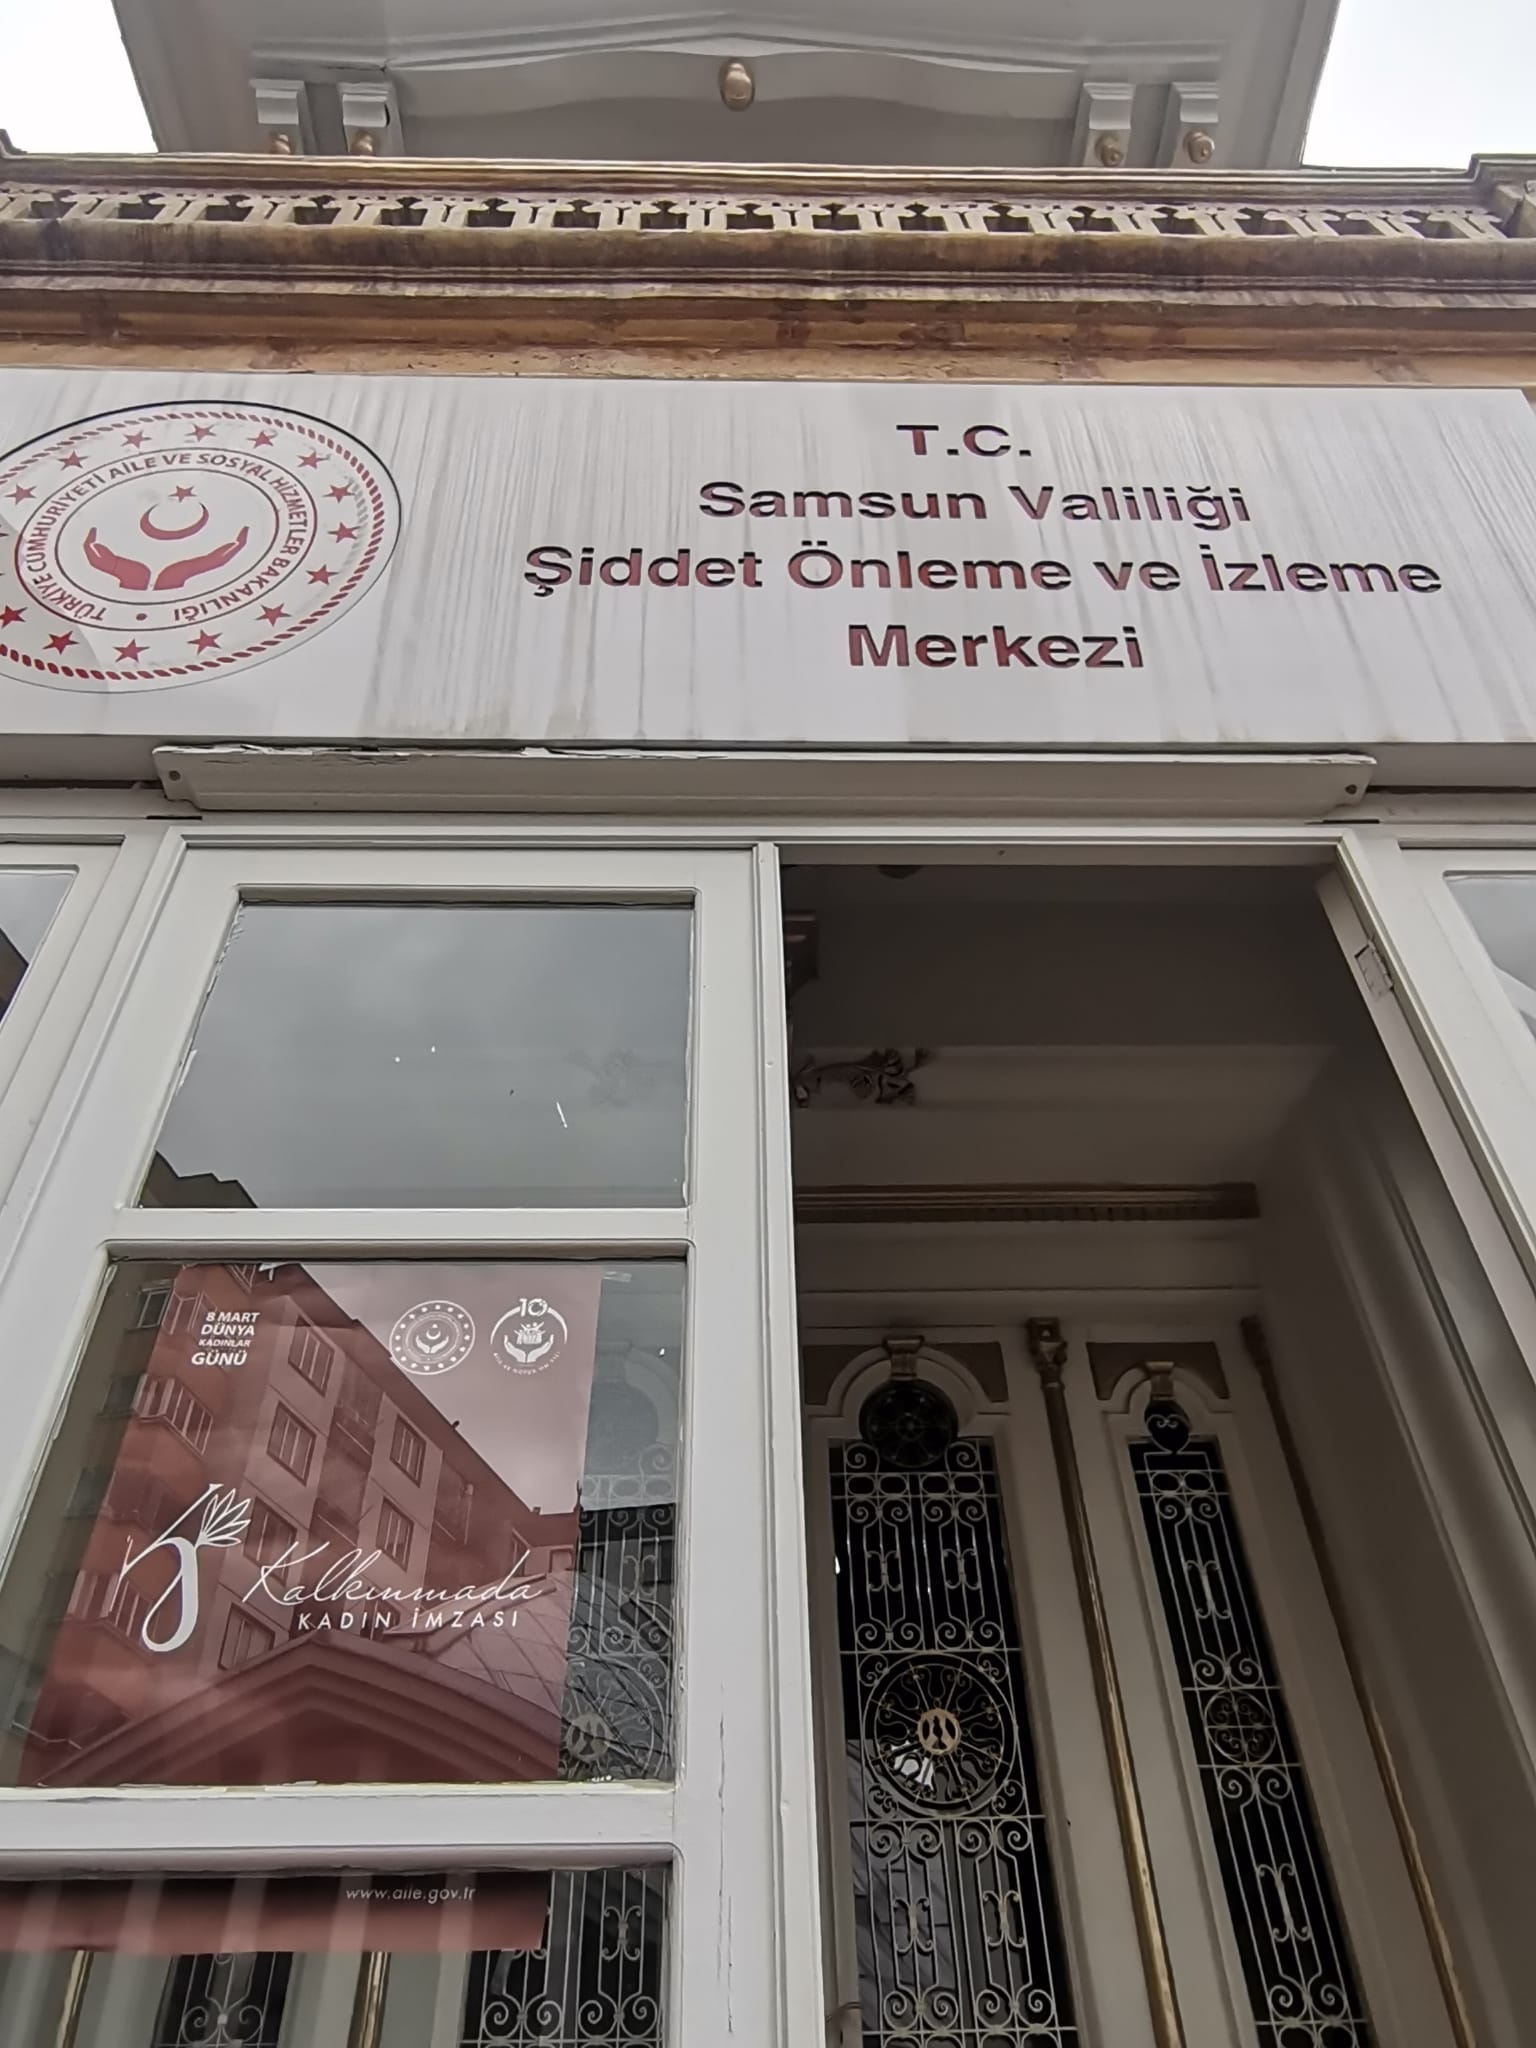 TÜRKİYE CUMHURİYETİ AİLE VE SOSYAL HİZMETLER BAKANLIĞI
T.C.
Samsun Valiliği
Şiddet Önleme ve İzleme
Merkezi
8 MART
DÜNYA
KADINLAR
GÜNÜ
10
Kalkınmada
KADIN İMZASI
www.aile.gov.tr